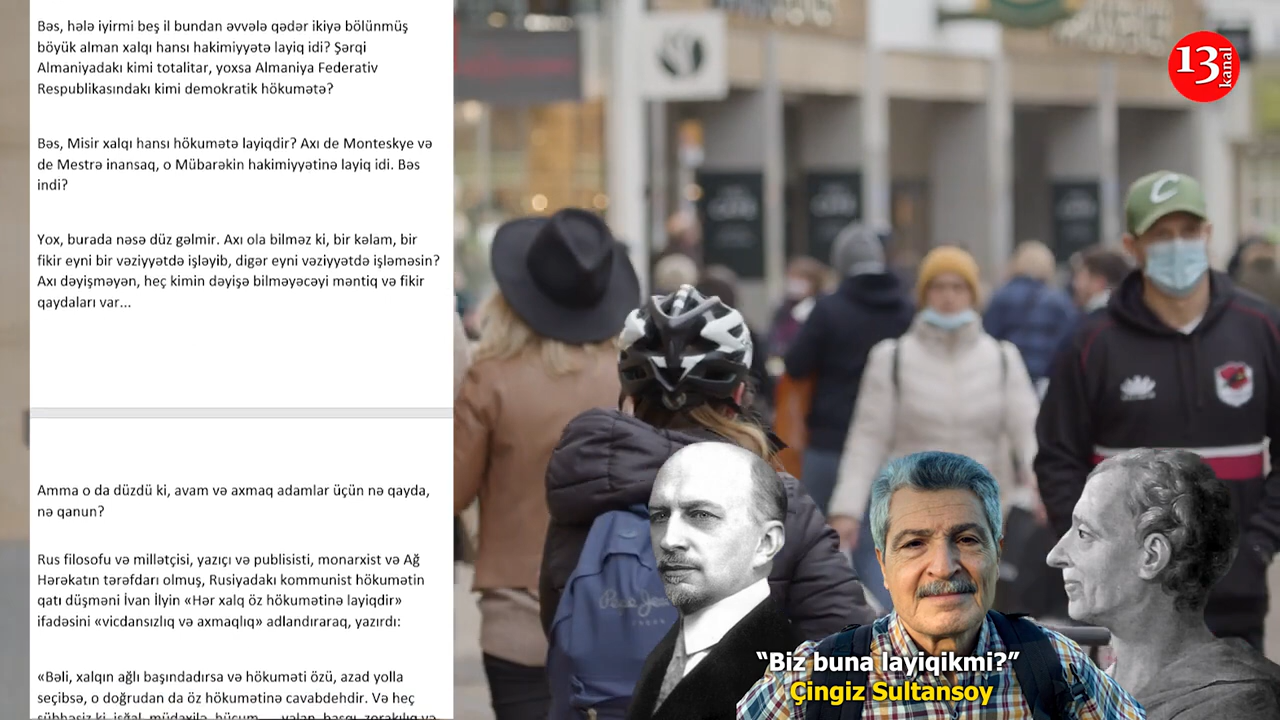 Bəs, hələ iyirmi beş il bundan əvvələ qədər ikiyə bölünmüş
böyük alman xalqı hansı hakimiyyətə layiq idi? Şərqi
Almaniyadakı kimi totalitar, yoxsa Almaniya Federativ
Respublikasındakı kimi demokratik hökumətə?
Bəs, Misir xalqı hansı hökumətə layiqdir? Axı de Monteskye və
de Mestrə inansaq, o Mübarəkin hakimiyyətinə layiq idi. Bəs
indi?
Yox, burada nəsə düz gəlmir. Axı ola bilməz ki, bir kəlam, bir
fikir eyni bir vəziyyətdə işləyib, digər eyni vəziyyətdə işləməsin?
Axı dəyişməyən, heç kimin dəyişə bilməyəcəyi məntiq və fikir
qaydaları var...
Amma o da düzdü ki, avam və axmaq adamlar üçün nə qayda,
nə qanun?
Rus filosofu və millətçisi, yazıçı və publisisti, monarxist və Ağ
Hərəkatın tərəfdarı olmuş, Rusiyadakı kommunist hökumətin
qatı düşməni İvan İlyin «Hər xalq öz hökumətinə layiqdir»
ifadəsini «vicdansızlıq və axmaqlıq» adlandıraraq, yazırdı:
«Bəli, xalqın ağlı başındadırsa və hökuməti özü, azad yolla
seçibsə, o doğrudan da öz hökumətinə cavabdehdir. Və heç
13
kanal
C
"Biz buna layiqikmi?"
Çingiz Sultansoy